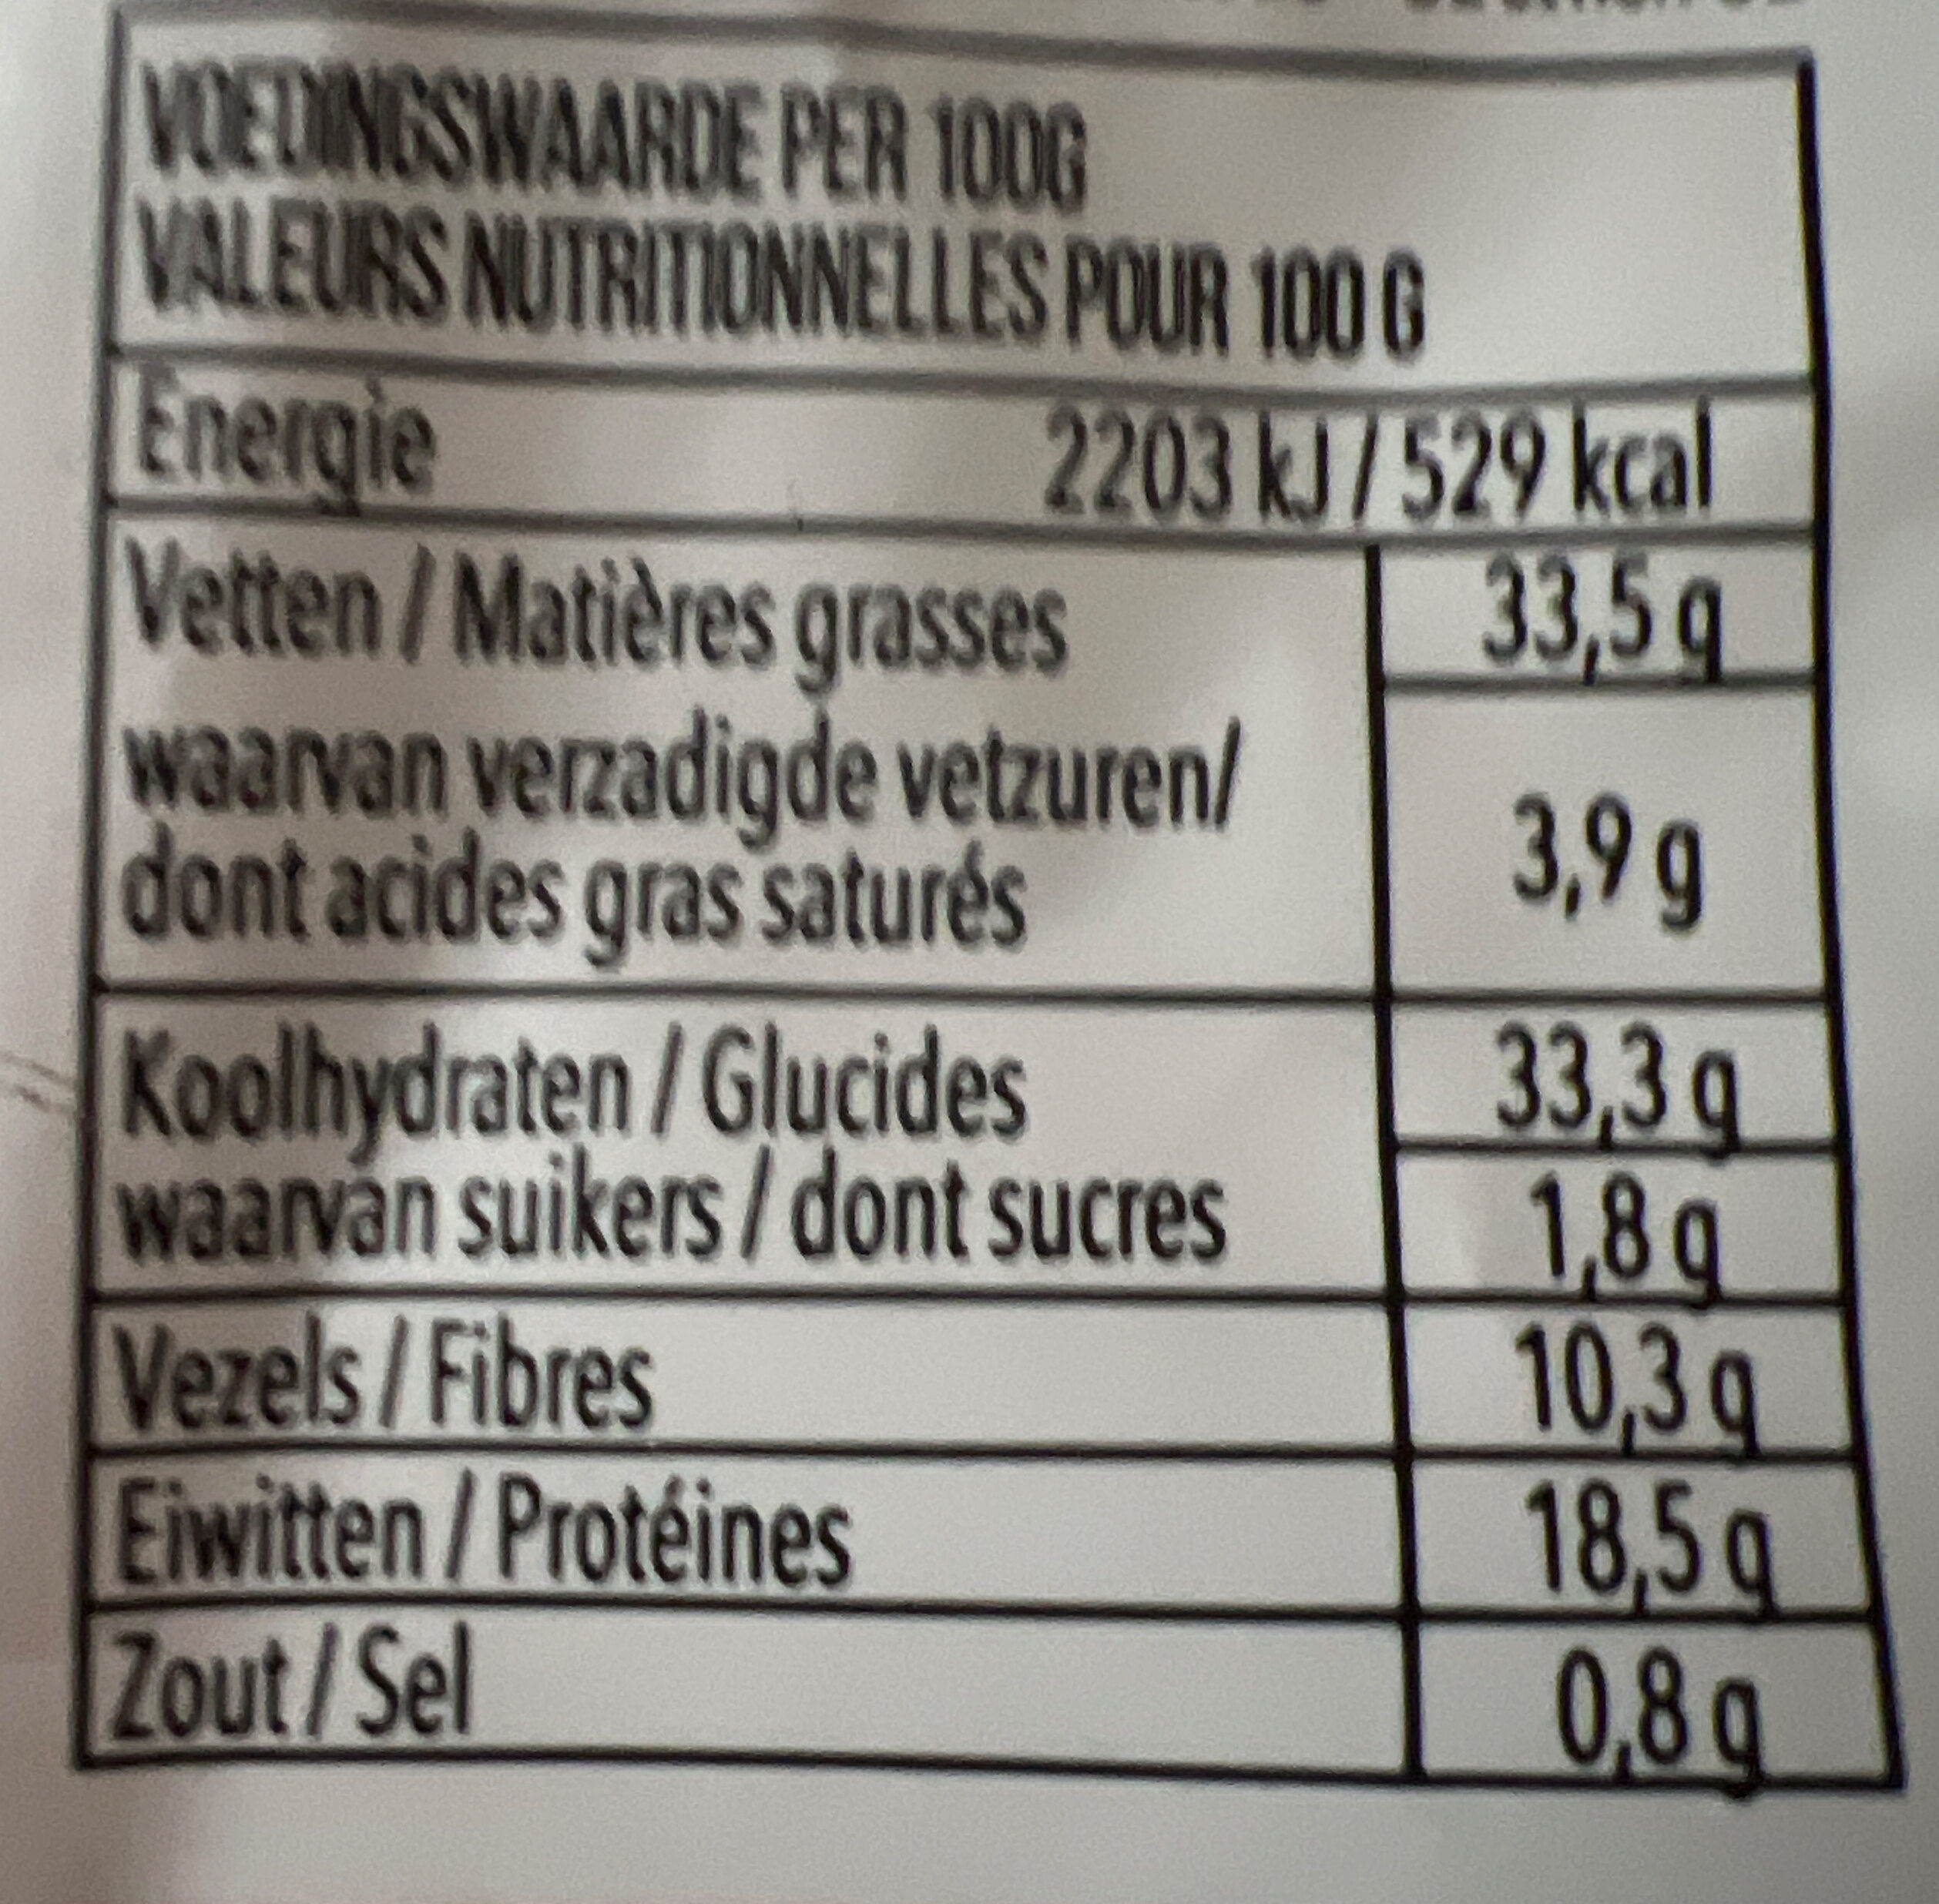 VOEDINGSWAARDE PER 100G
VALEURS NUTRITIONNELLES POUR 100 G
Energie 2203 kJ / 529 kcal
Vetten / Matières grasses 33,5 g
waarvan verzadigde vetzuren/
dont acides gras saturés 3,9 g
Koolhydraten / Glucides 33,3 g
waarvan suikers / dont sucres 1,8 g
Vezels / Fibres 10,3 g
Eiwitten / Protéines 18,5 g
Zout / Sel 0,8 g